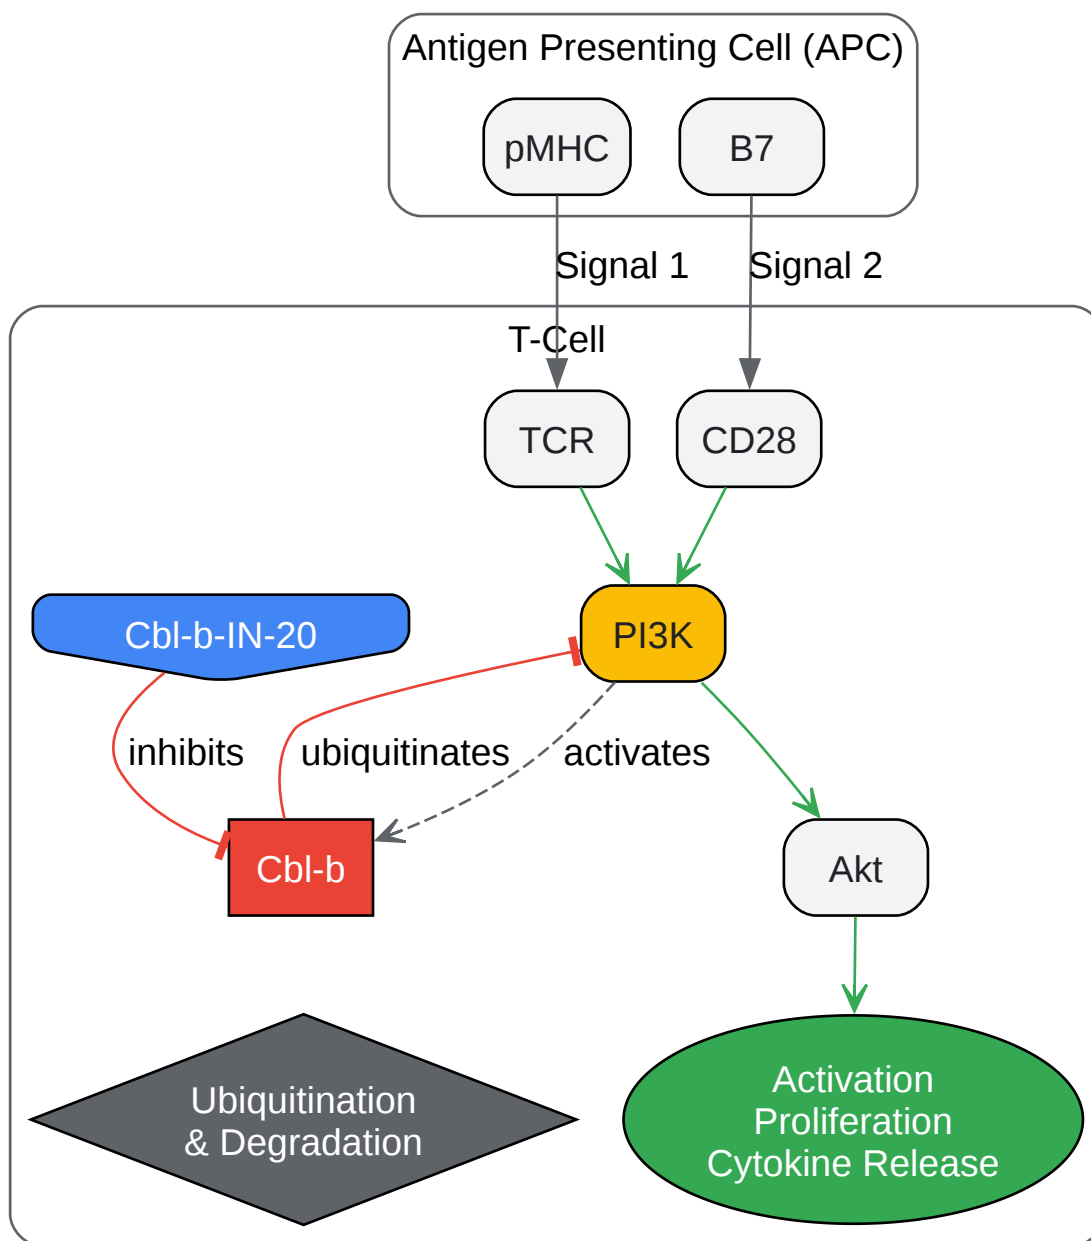 Antigen Presenting Cell (APC)
pMHC
B7
Signal 1
Signal 2
T-Cell
TCR
CD28
Cbl-b-IN-20
PI3K
inhibits
ubiquitinates
activates
Cbl-b
Akt
Ubiquitination
& Degradation
Activation
Proliferation
Cytokine Release